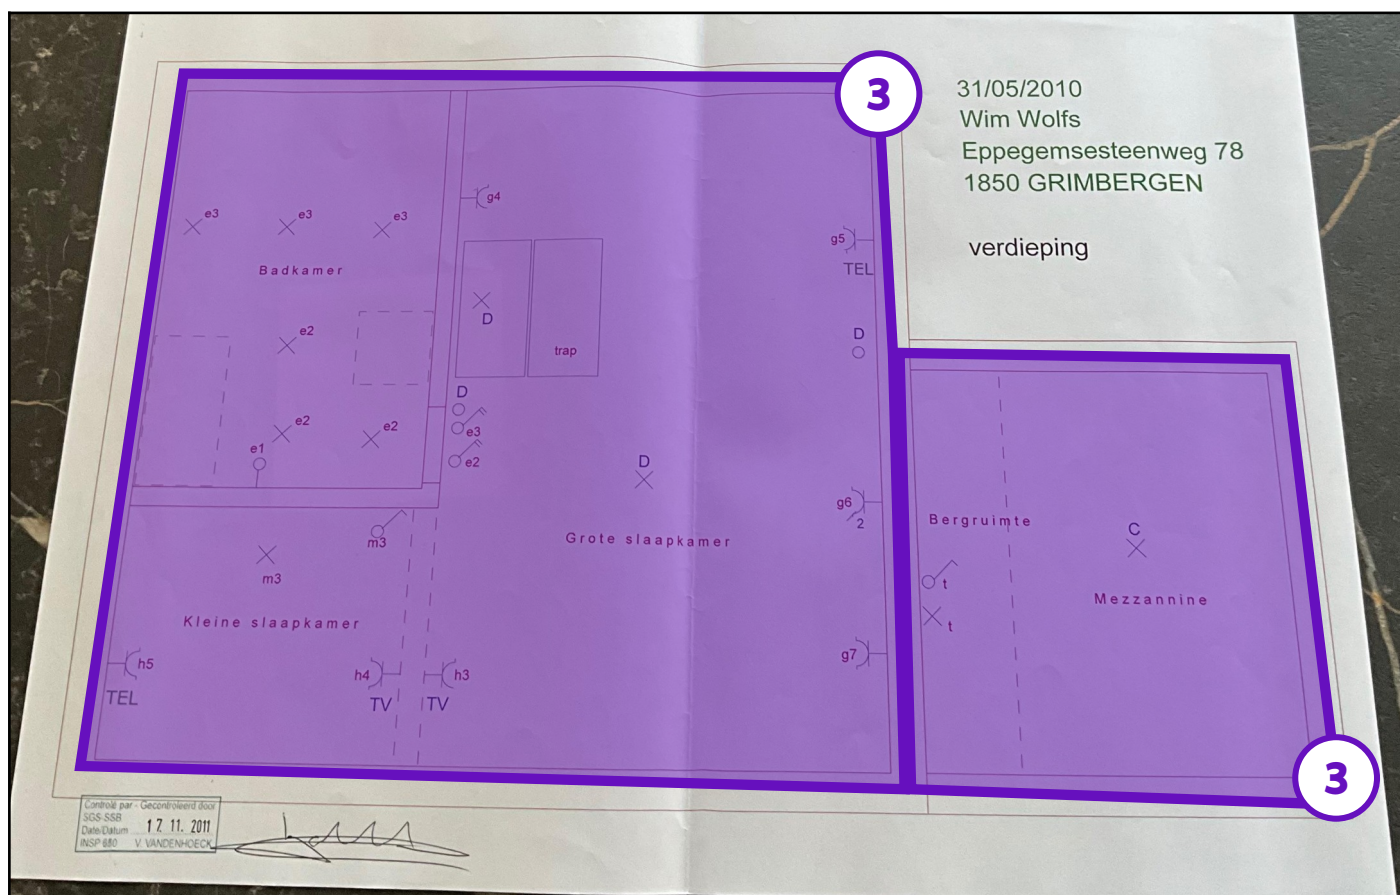 3
31/05/2010
Wim Wolfs
Eppegemsesteenweg 78
1850 GRIMBERGEN
verdieping
g4
e3
e3
e3
g5
TEL
Badkamer
D
D
e2
trap
D
e3
e2
e2
e2
e1
D
g6
2
Grote slaapkamer
Bergruimte
C
m3
m3
t
t
Mezzannine
Kleine slaapkamer
g7
h5
TEL
h4
TV
h3
TV
3
Controlé par - Gecontroleerd door
SGS-SSB
Date/Datum 17. 11. 2011
INSP 680 V. VANDENHOECK